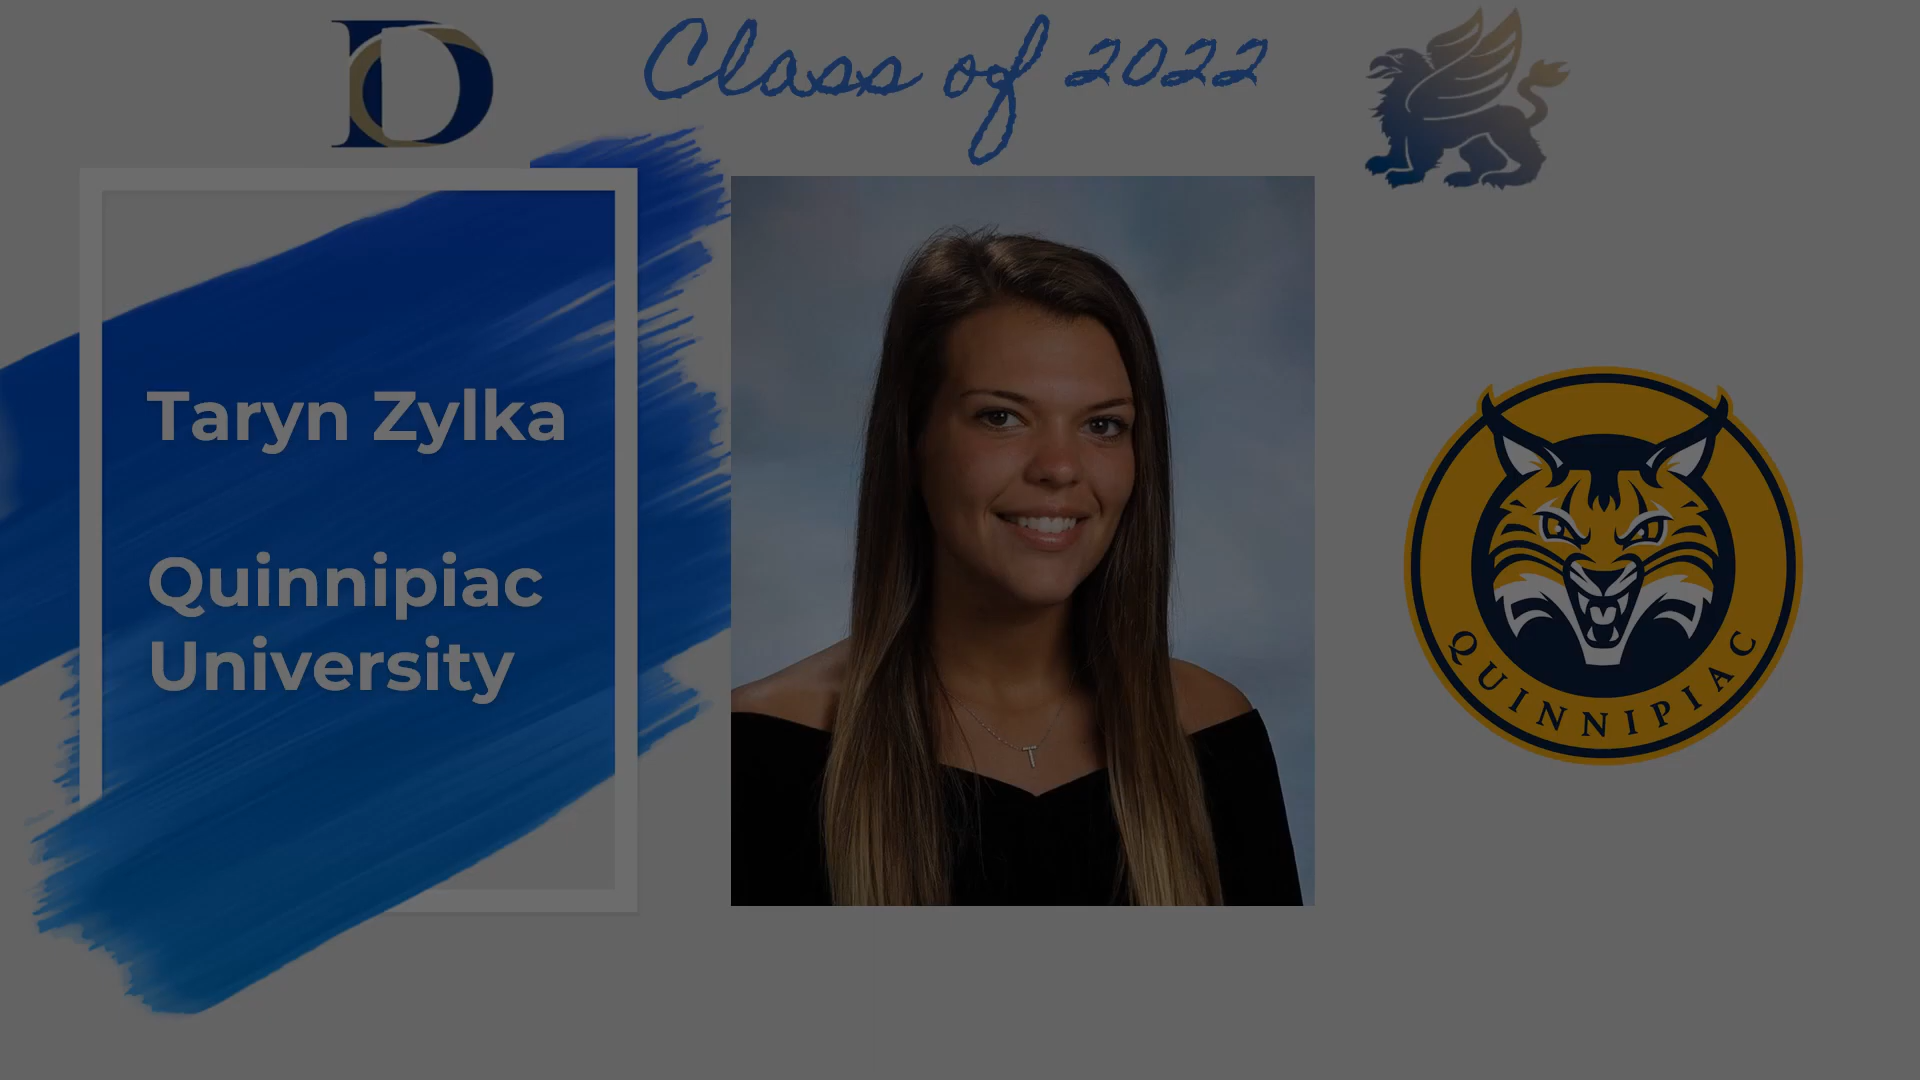 Class of 2022
Taryn Zylka
Quinnipiac
University
QUINNIPIAC